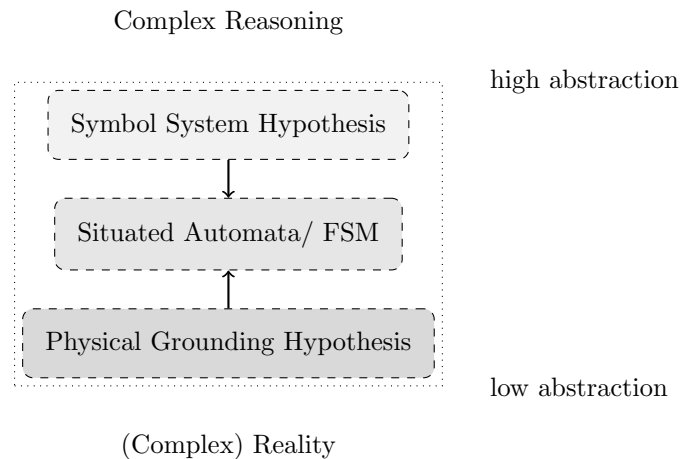 Complex Reasoning
high abstraction
Symbol System Hypothesis
Situated Automata/ FSM
Physical Grounding Hypothesis
low abstraction
(Complex) Reality